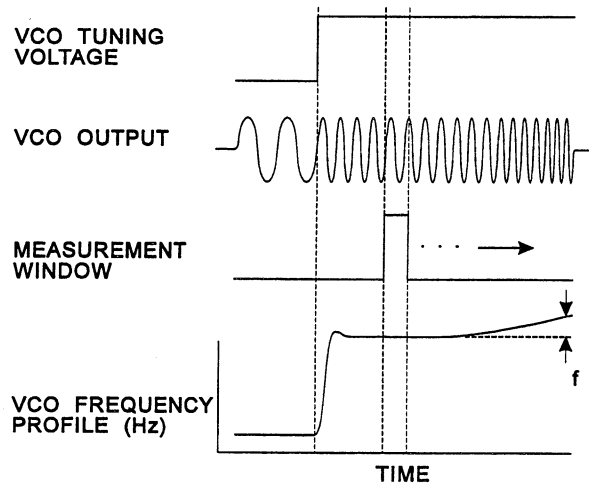 VCO TUNING
VOLTAGE
VCO OUTPUT
MEASUREMENT
WINDOW
f
VCO FREQUENCY
PROFILE (Hz)
TIME